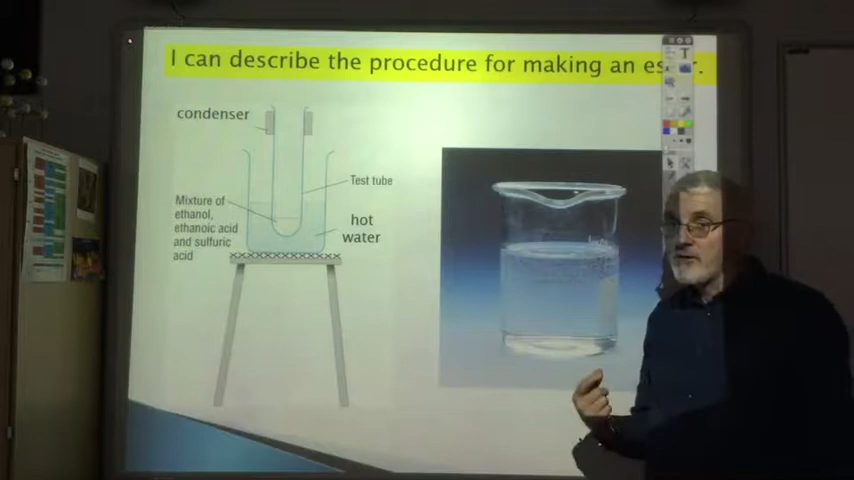 I can describe the procedure for making an
condenser
Test tube
Mixture of
ethanol,
ethanoic acid
and sulfuric
acid
hot
water